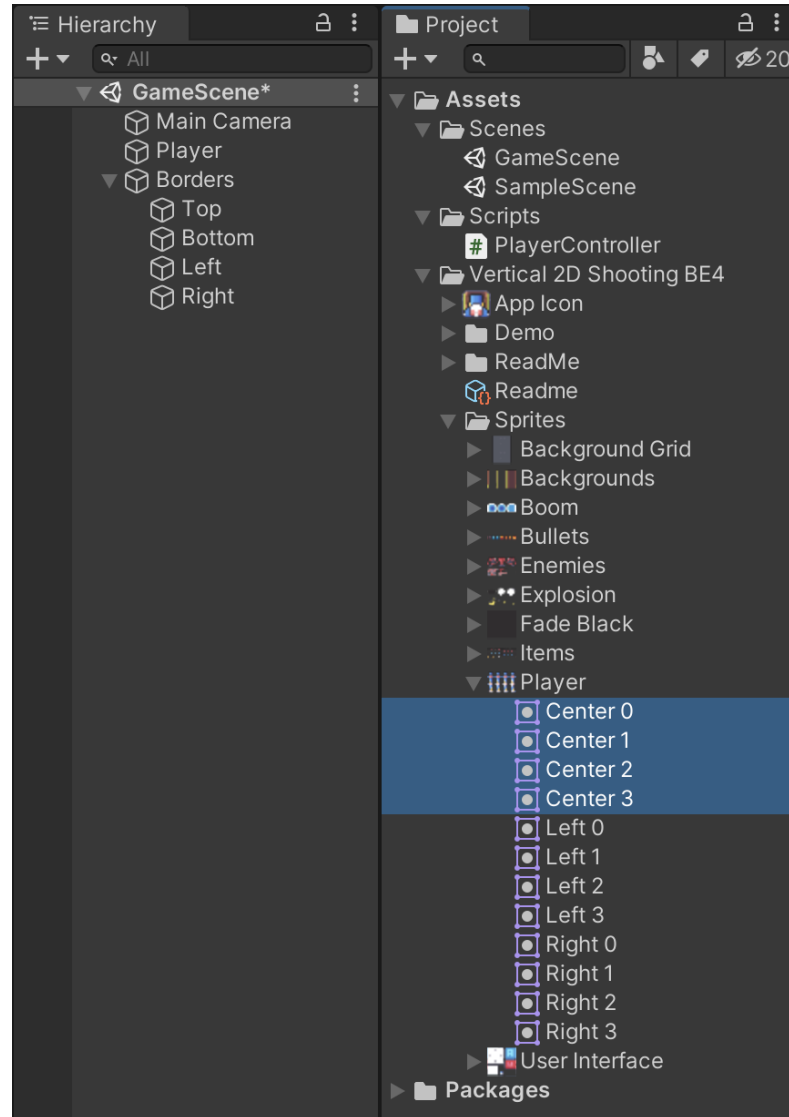 Hierarchy
All
GameScene*
Main Camera
Player
Borders
Top
Bottom
Left
Right
Project
20
Assets
Scenes
GameScene
SampleScene
Scripts
# PlayerController
Vertical 2D Shooting BE4
App Icon
Demo
ReadMe
{} Readme
Sprites
Background Grid
Backgrounds
Boom
Bullets
Enemies
Explosion
Fade Black
Items
Player
Center 0
Center 1
Center 2
Center 3
Left 0
Left 1
Left 2
Left 3
Right 0
Right 1
Right 2
Right 3
User Interface
Packages